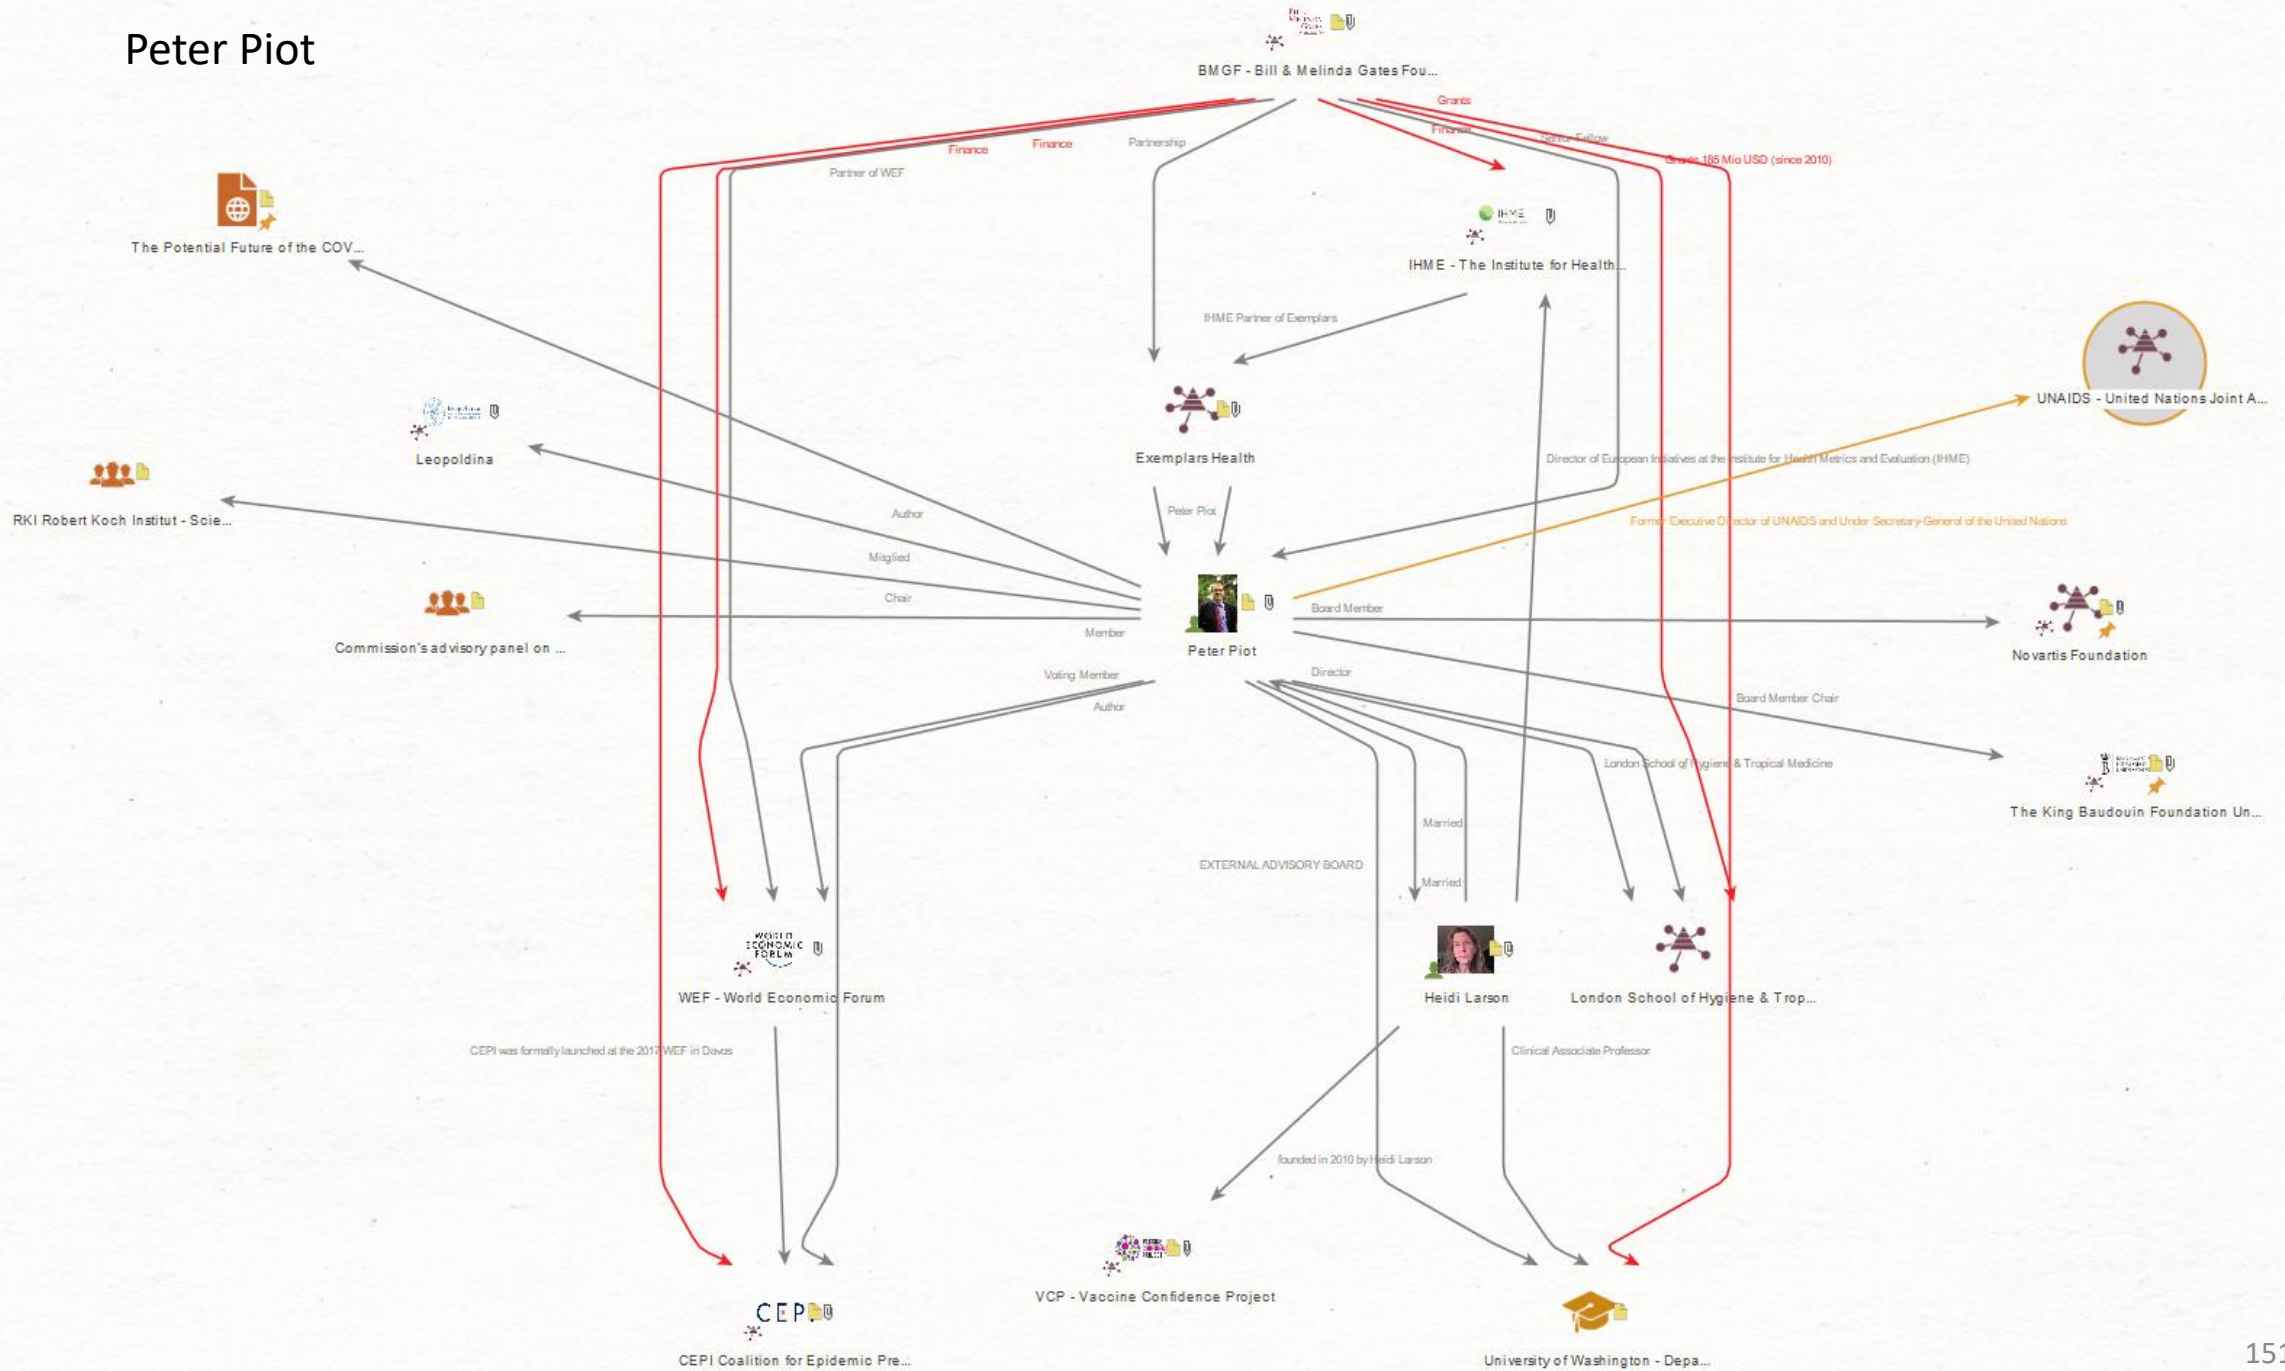 Peter Piot
BMGF - Bill & Melinda Gates Fou...
Grants
Finance
Senior Fellow
Partnership
Finance
Finance
Grants 185 Mio USD (since 2010)
Partner of WEF
IHME
The Potential Future of the COV...
IHME - The Institute for Health...
IHME Partner of Exemplars
UNAIDS - United Nations Joint A...
Leopoldina
Exemplars Health
Director of European Initiatives at the Institute for Health Metrics and Evaluation (IHME)
RKI Robert Koch Institut - Scie...
Author
Peter Piot
Former Executive Director of UNAIDS and Under Secretary-General of the United Nations
Mitglied
Chair
Board Member
Member
Commission's advisory panel on ...
Peter Piot
Novartis Foundation
Voting Member
Director
Author
Board Member Chair
London School of Hygiene & Tropical Medicine
The King Baudouin Foundation Un...
Married
EXTERNAL ADVISORY BOARD
Married
WORLD
ECONOMIC
FORUM
WEF - World Economic Forum
Heidi Larson
London School of Hygiene & Trop...
CEPI was formally launched at the 2017 WEF in Davos
Clinical Associate Professor
founded in 2010 by Heidi Larson
VCP - Vaccine Confidence Project
CEPI
CEPI Coalition for Epidemic Pre...
University of Washington - Depa...
151